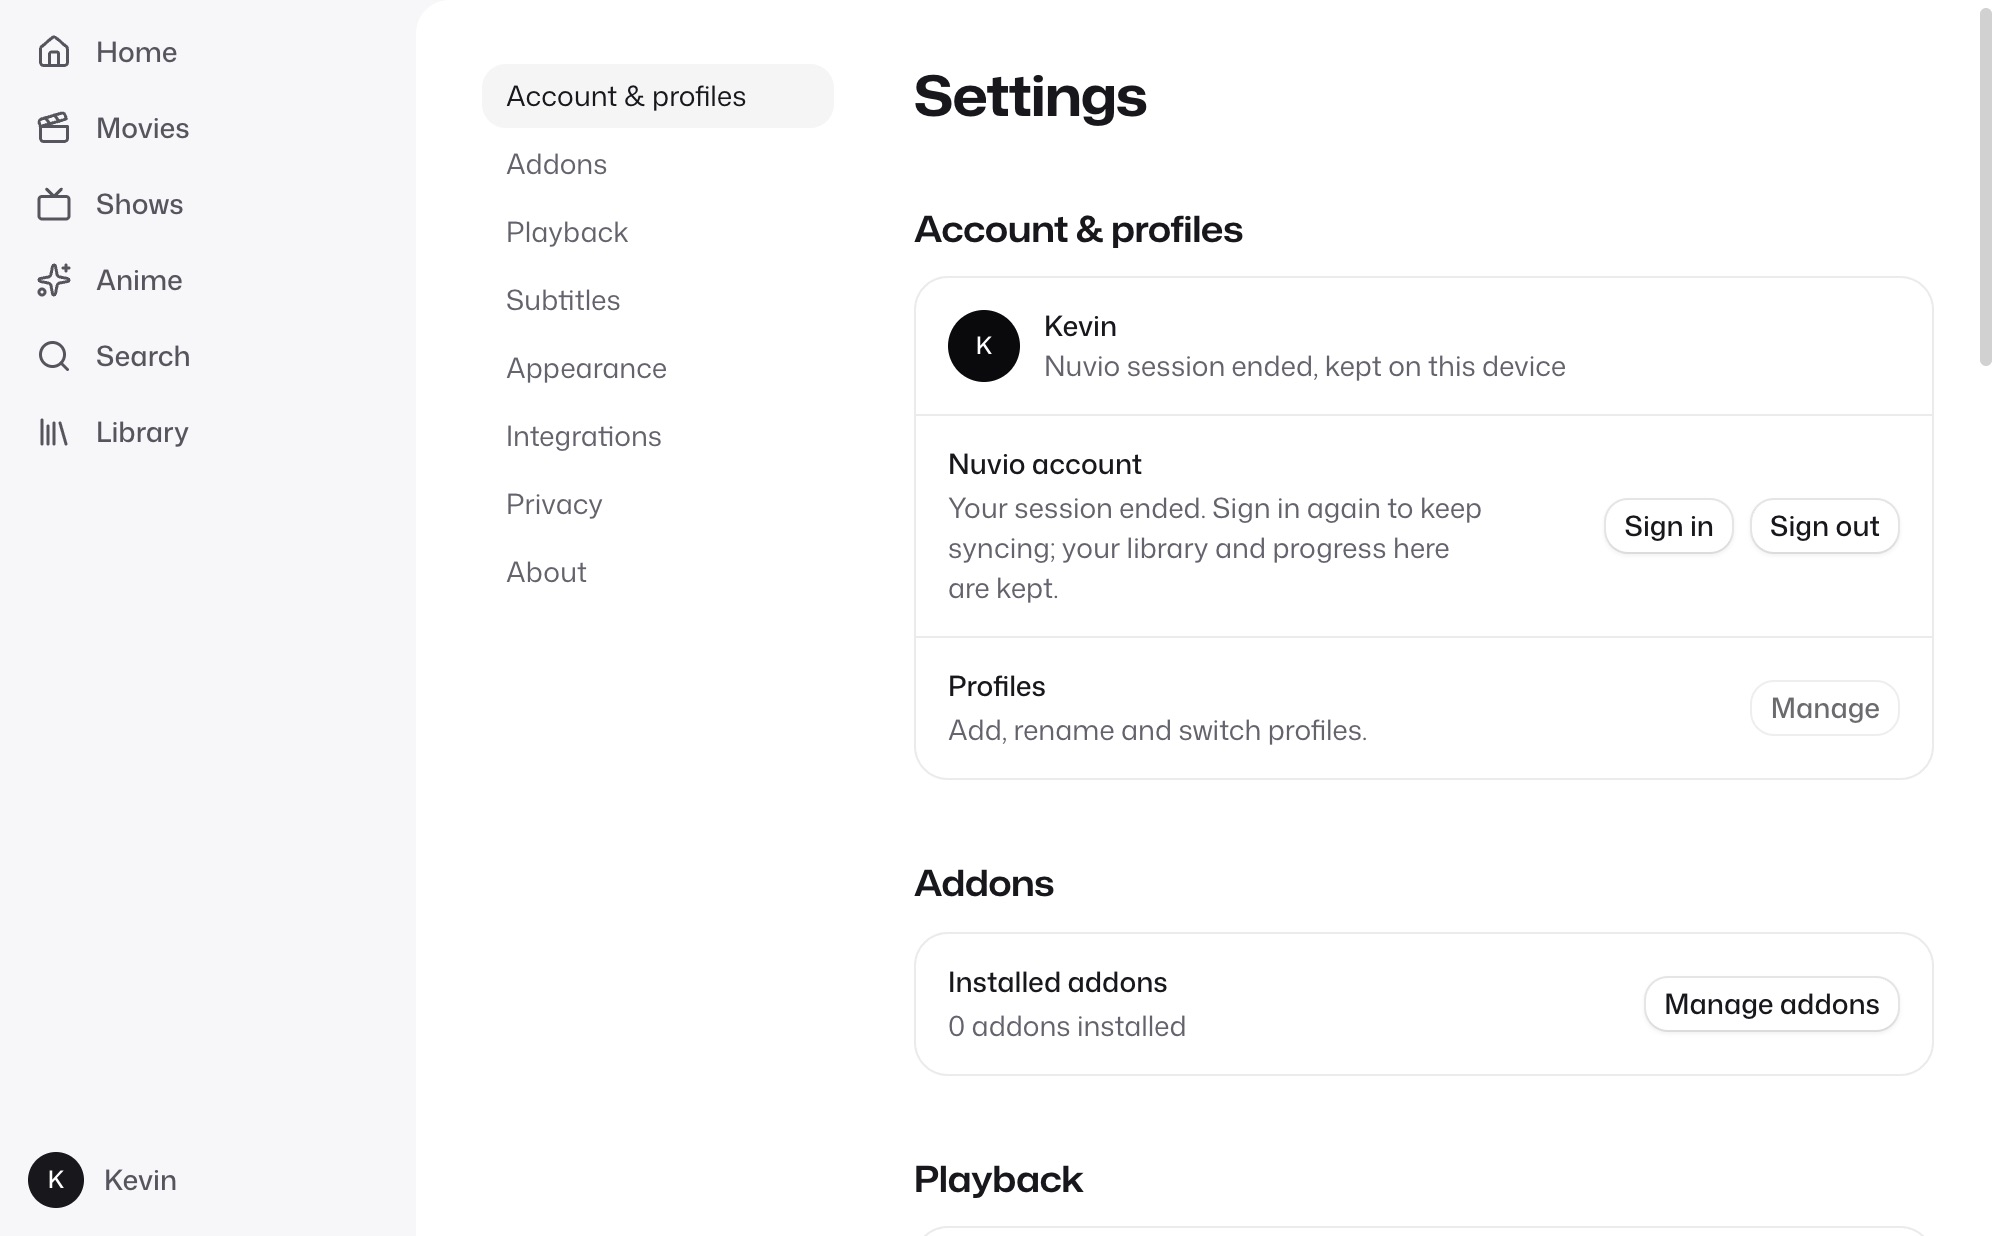 Home
Movies
Shows
Anime
Search
Library
K
Kevin
Account & profiles
Addons
Playback
Subtitles
Appearance
Integrations
Privacy
About
Settings
Account & profiles
K
Kevin
Nuvio session ended, kept on this device
Nuvio account
Your session ended. Sign in again to keep
syncing; your library and progress here
are kept.
Sign in
Sign out
Profiles
Add, rename and switch profiles.
Manage
Addons
Installed addons
0 addons installed
Manage addons
Playback